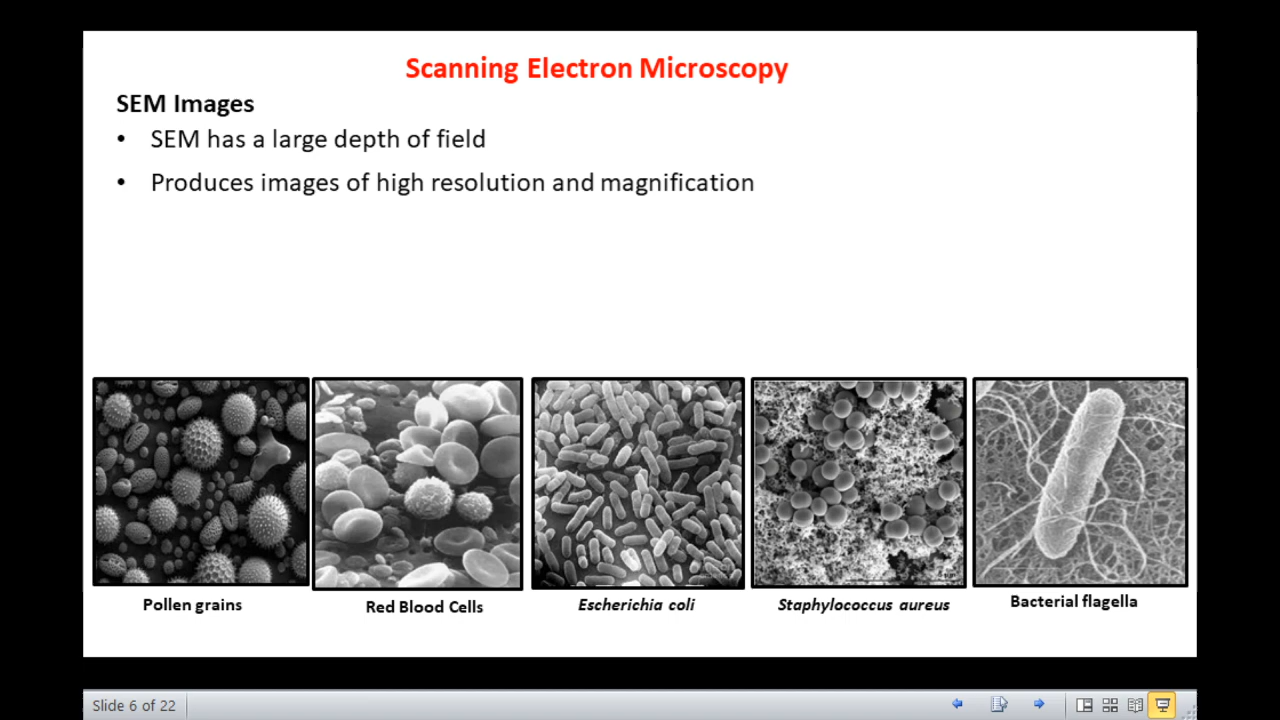 Scanning Electron Microscopy
SEM Images
• SEM has a large depth of field
• Produces images of high resolution and magnification
Pollen grains
Red Blood Cells
Escherichia coli
Staphylococcus aureus
Bacterial flagella
Slide 6 of 22